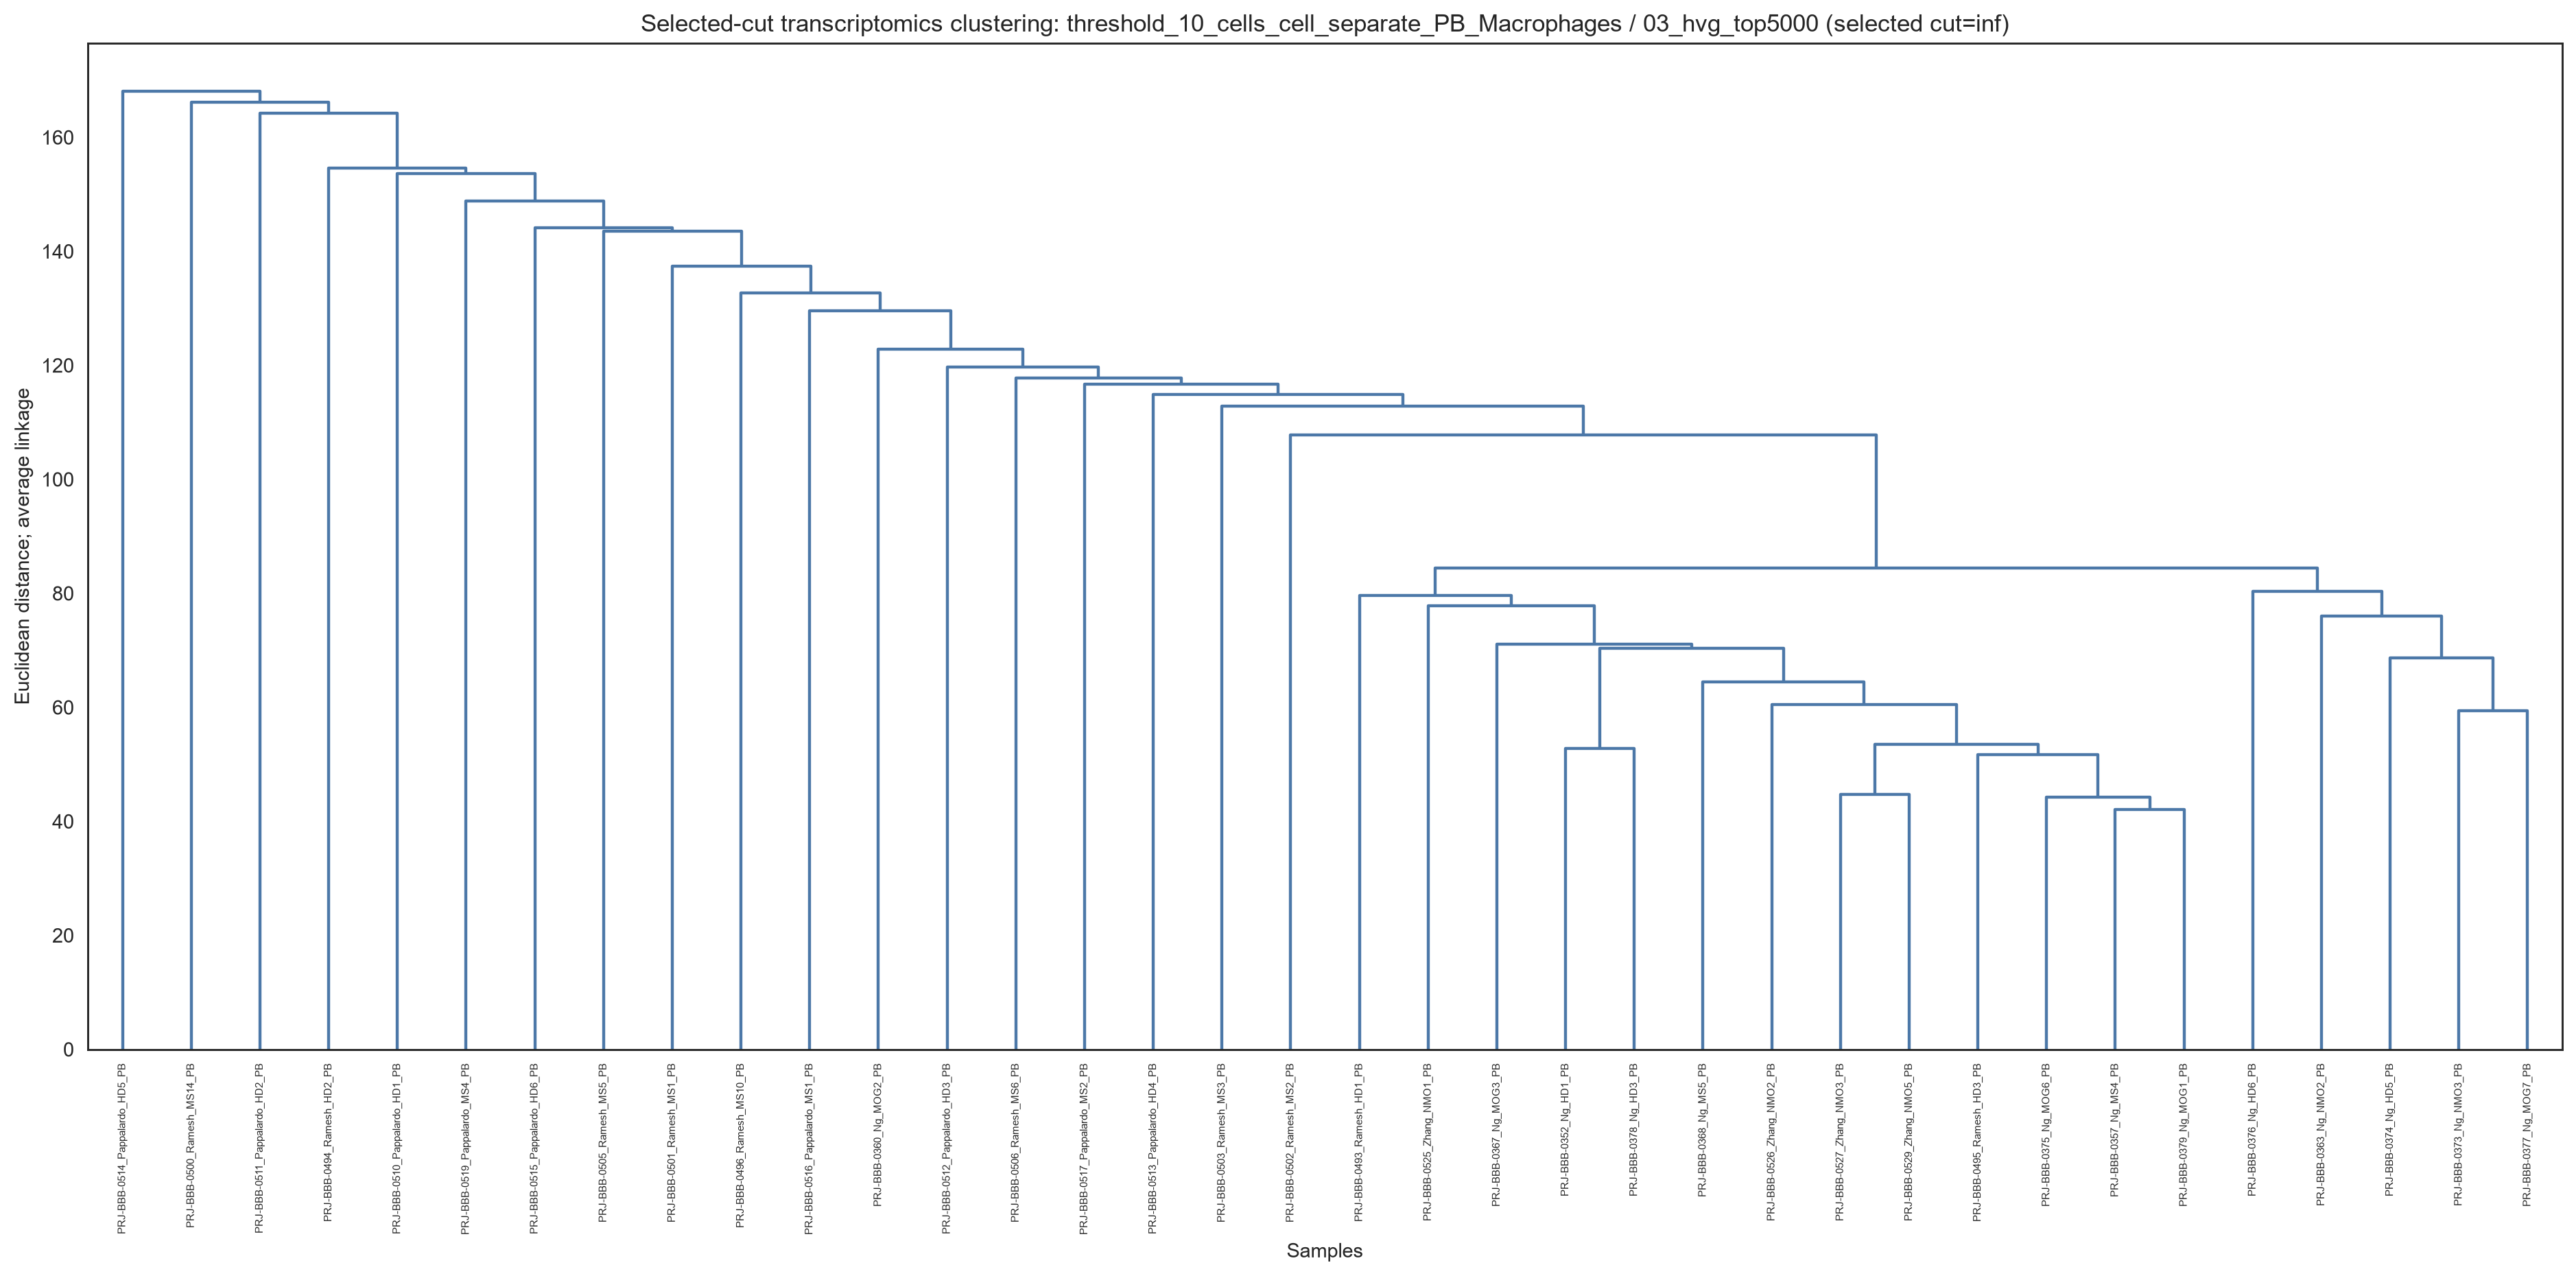 Selected-cut transcriptomics clustering: threshold_10_cells_cell_separate_PB_Macrophages / 03_hvg_top5000 (selected cut=inf)
Euclidean distance; average linkage
160
140
120
100
80
60
40
20
0
PRJ-BBB-0514_Pappalardo_HD5_PB
PRJ-BBB-0500_Ramesh_MS14_PB
PRJ-BBB-0511_Pappalardo_HD2_PB
PRJ-BBB-0494_Ramesh_HD2_PB
PRJ-BBB-0510_Pappalardo_HD1_PB
PRJ-BBB-0519_Pappalardo_MS4_PB
PRJ-BBB-0515_Pappalardo_HD6_PB
PRJ-BBB-0505_Ramesh_MS5_PB
PRJ-BBB-0501_Ramesh_MS1_PB
PRJ-BBB-0496_Ramesh_MS10_PB
PRJ-BBB-0516_Pappalardo_MS1_PB
PRJ-BBB-0360_Ng_MOG2_PB
PRJ-BBB-0512_Pappalardo_HD3_PB
PRJ-BBB-0506_Ramesh_MS6_PB
PRJ-BBB-0517_Pappalardo_MS2_PB
PRJ-BBB-0513_Pappalardo_HD4_PB
PRJ-BBB-0503_Ramesh_MS3_PB
PRJ-BBB-0502_Ramesh_MS2_PB
PRJ-BBB-0493_Ramesh_HD1_PB
PRJ-BBB-0525_Zhang_NMO1_PB
PRJ-BBB-0367_Ng_MOG3_PB
PRJ-BBB-0352_Ng_HD1_PB
PRJ-BBB-0378_Ng_HD3_PB
PRJ-BBB-0368_Ng_MS5_PB
PRJ-BBB-0526_Zhang_NMO2_PB
PRJ-BBB-0527_Zhang_NMO3_PB
PRJ-BBB-0529_Zhang_NMO5_PB
PRJ-BBB-0495_Ramesh_HD3_PB
PRJ-BBB-0375_Ng_MOG6_PB
PRJ-BBB-0357_Ng_MS4_PB
PRJ-BBB-0379_Ng_MOG1_PB
PRJ-BBB-0376_Ng_HD6_PB
PRJ-BBB-0363_Ng_NMO2_PB
PRJ-BBB-0374_Ng_HD5_PB
PRJ-BBB-0373_Ng_NMO3_PB
PRJ-BBB-0377_Ng_MOG7_PB
Samples